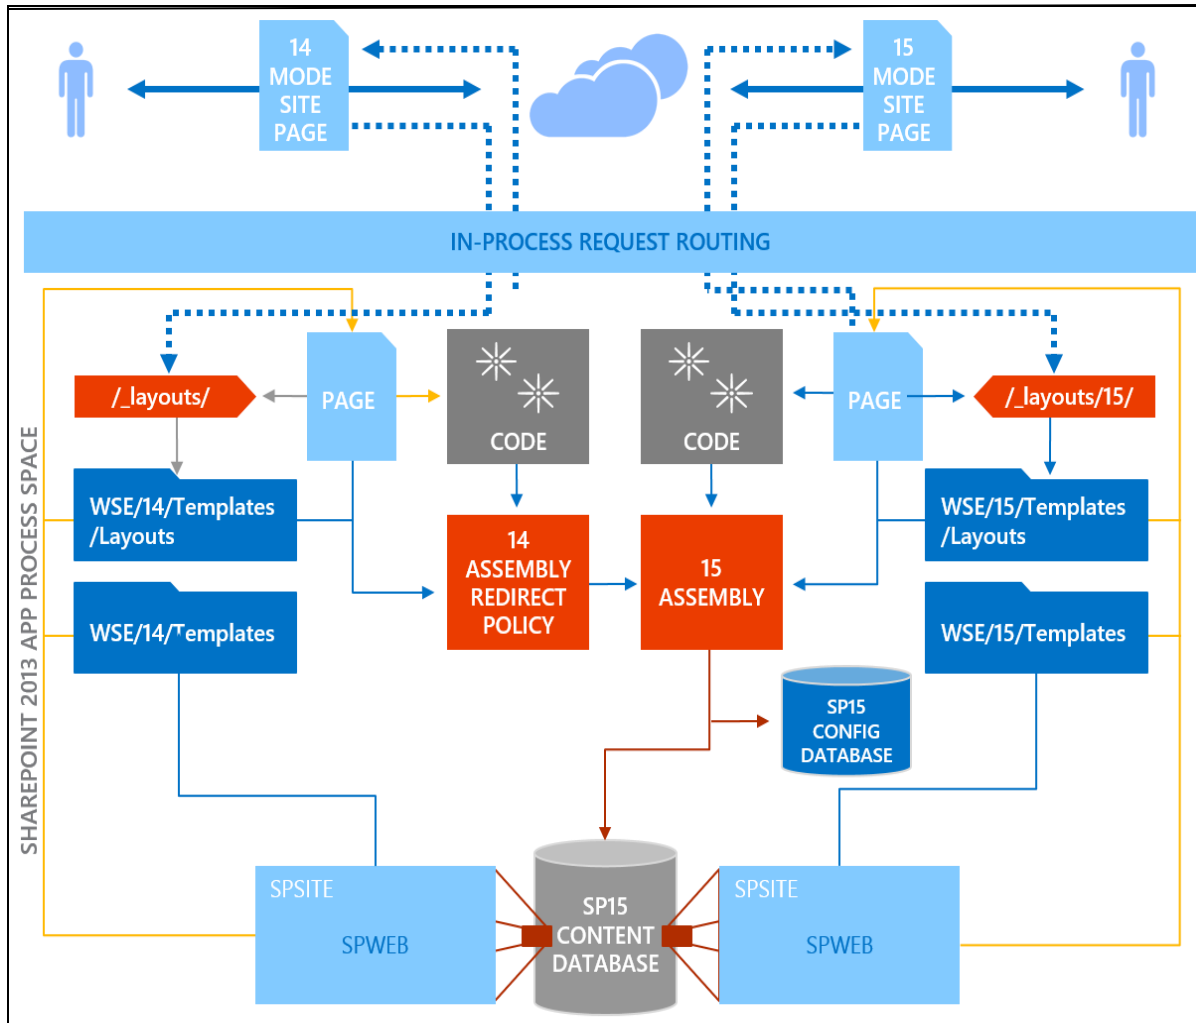 14
MODE
SITE
PAGE
15
MODE
SITE
PAGE
IN-PROCESS REQUEST ROUTING
SHAREPOINT 2013 APP PROCESS SPACE
/_layouts/
PAGE
CODE
CODE
PAGE
/_layouts/15/
WSE/14/Templates
/Layouts
14
ASSEMBLY
REDIRECT
POLICY
15
ASSEMBLY
WSE/15/Templates
/Layouts
WSE/14/Templates
WSE/15/Templates
SP15
CONFIG
DATABASE
SPSITE
SPWEB
SP15
CONTENT
DATABASE
SPSITE
SPWEB